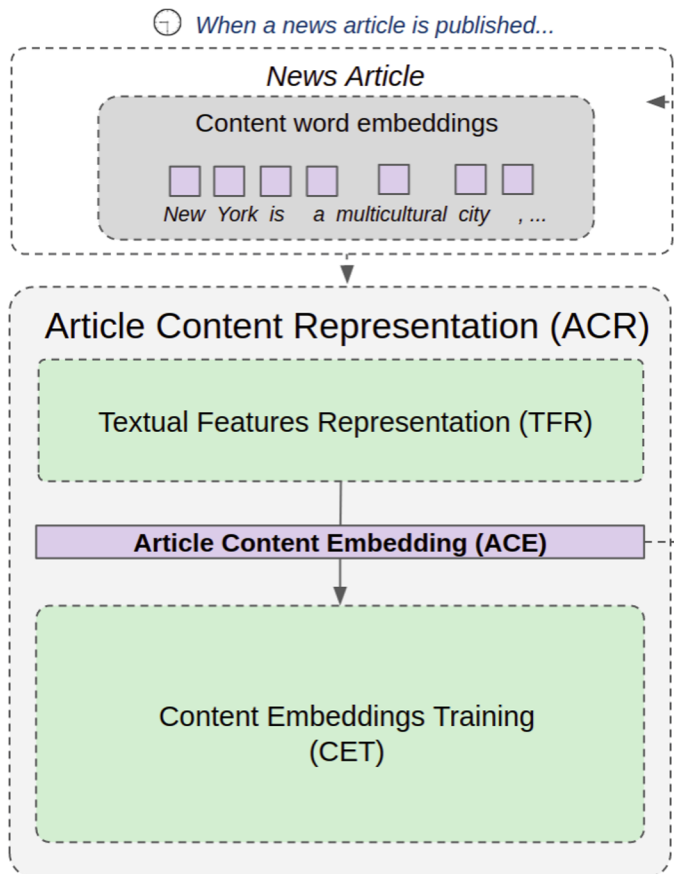 When a news article is published...
News Article
Content word embeddings
New York is a multicultural city , ...
Article Content Representation (ACR)
Textual Features Representation (TFR)
Article Content Embedding (ACE)
Content Embeddings Training
(CET)